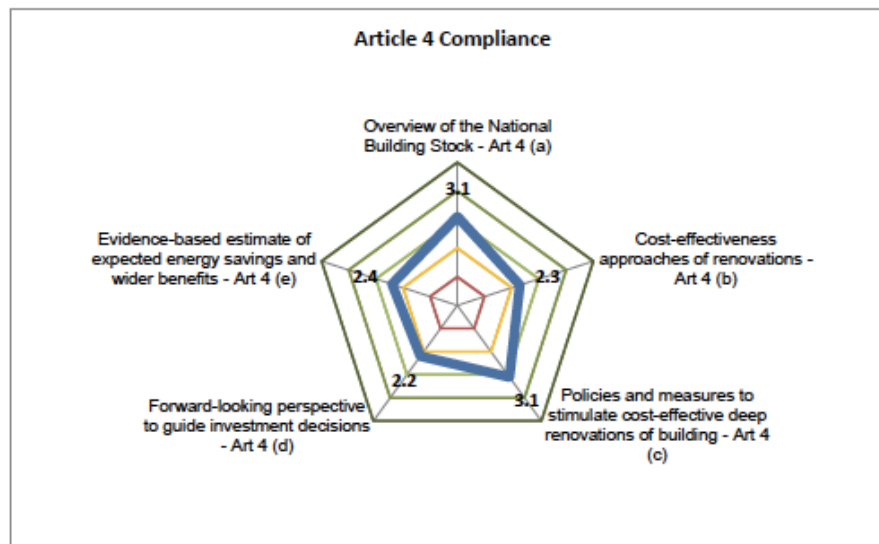 Article 4 Compliance
Overview of the National
Building Stock - Art 4 (a)
3.1
Evidence-based estimate of
expected energy savings and
wider benefits - Art 4 (e)
2.4
2.3
Cost-effectiveness
approaches of renovations -
Art 4 (b)
2.2
3.1
Forward-looking perspective
to guide investment decisions
- Art 4 (d)
Policies and measures to
stimulate cost-effective deep
renovations of building - Art 4
(c)